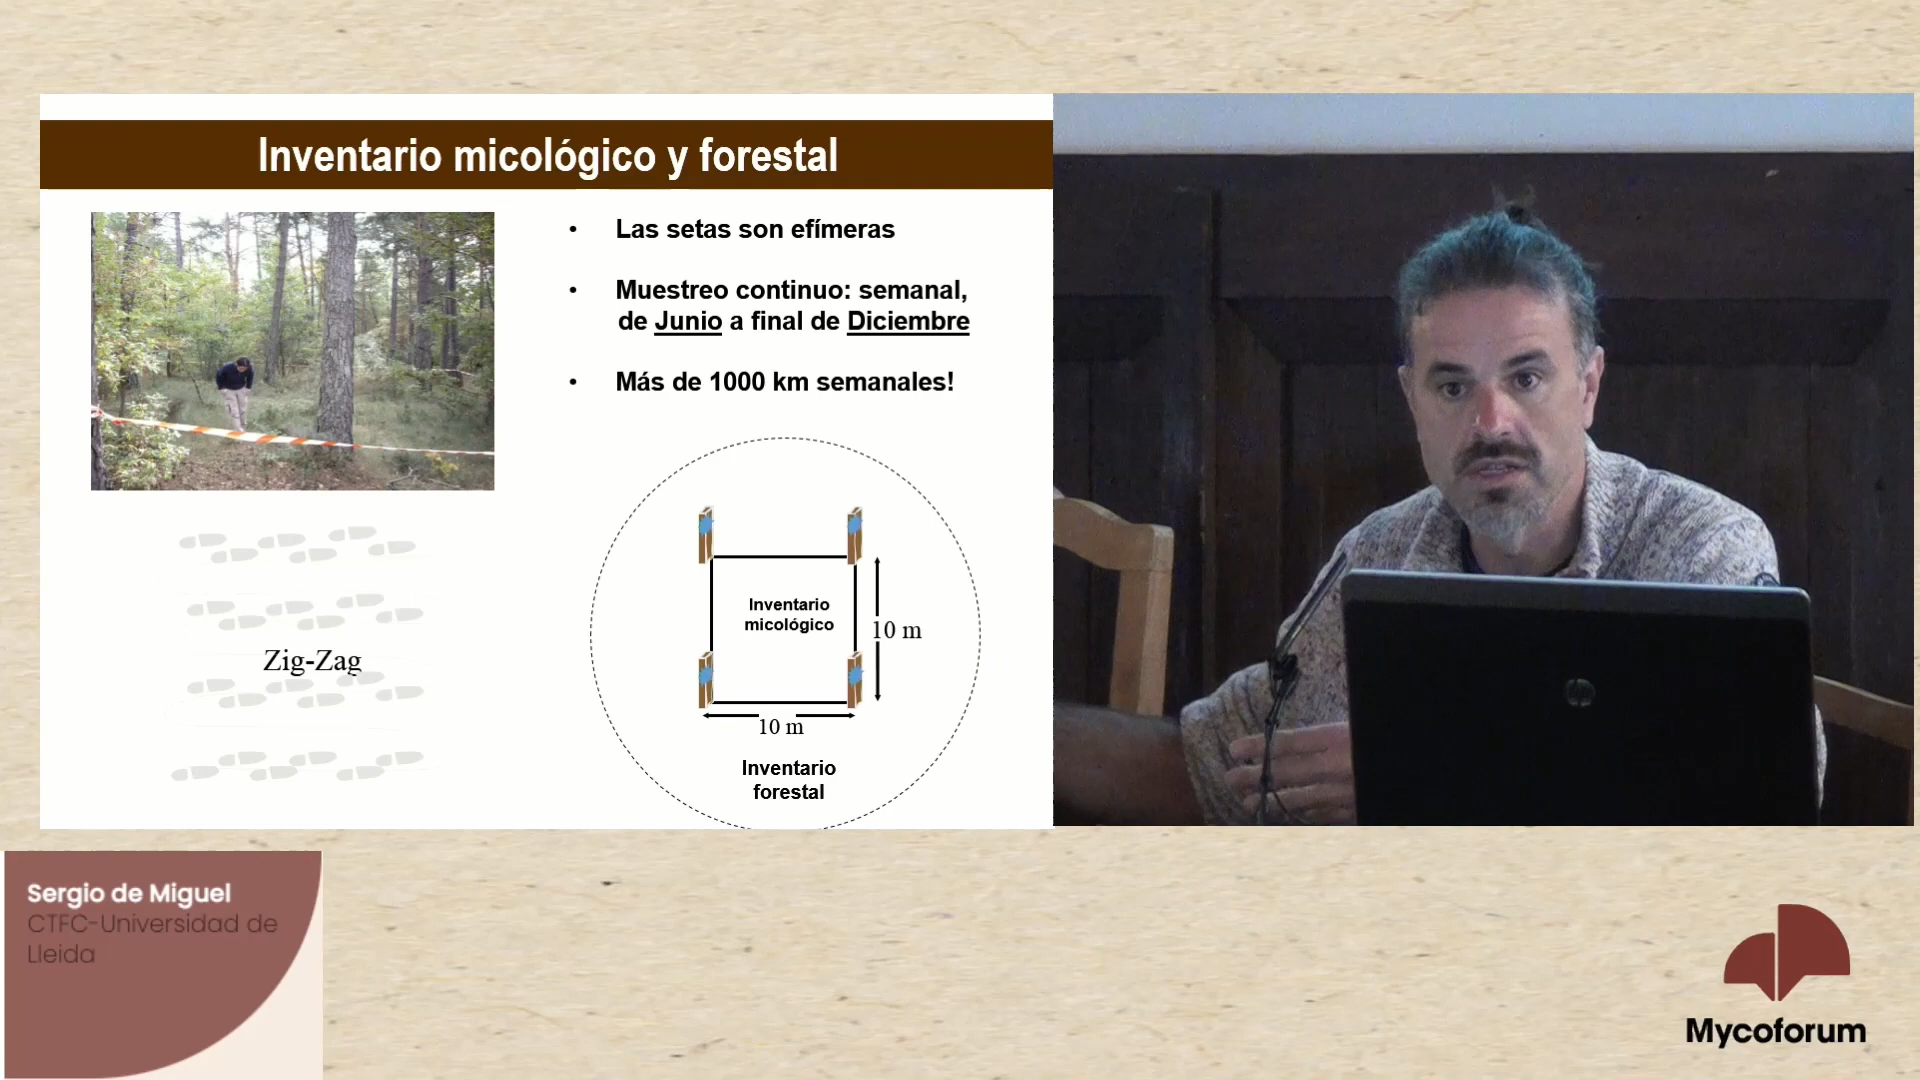 Inventario micológico y forestal
• Las setas son efímeras
• Muestreo continuo: semanal,
de Junio a final de Diciembre
• Más de 1000 km semanales!
Zig-Zag
Inventario
micológico
10 m
10 m
Inventario
forestal
Sergio de Miguel
CTFC-Universidad de
Lleida
hp
Mycoforum